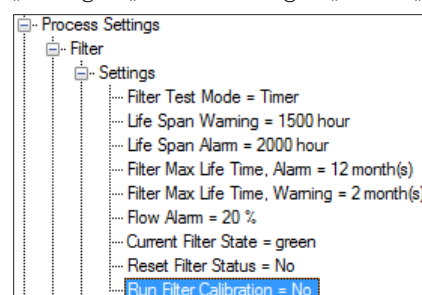 Process Settings
Filter
Settings
Filter Test Mode = Timer
Life Span Warning = 1500 hour
Life Span Alarm = 2000 hour
Filter Max Life Time, Alarm = 12 month(s)
Filter Max Life Time, Warning = 2 month(s)
Flow Alarm = 20 %
Current Filter State = green
Reset Filter Status = No
Run Filter Calibration = No